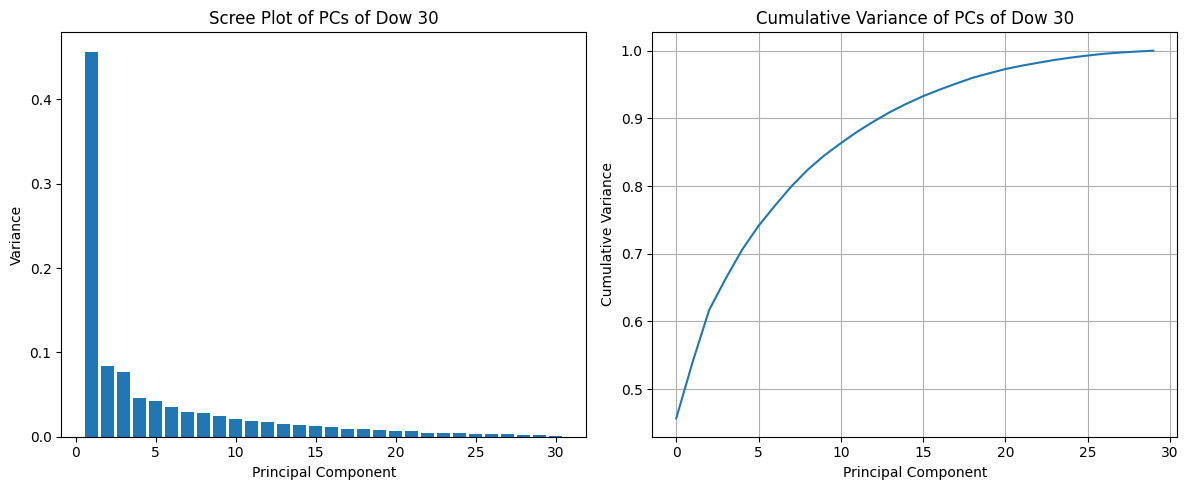 Scree Plot of PCs of Dow 30
Variance
0.4
0.3
0.2
0.1
0.0
0 5 10 15 20 25 30
Principal Component
Cumulative Variance of PCs of Dow 30
Cumulative Variance
1.0
0.9
0.8
0.7
0.6
0.5
0 5 10 15 20 25 30
Principal Component